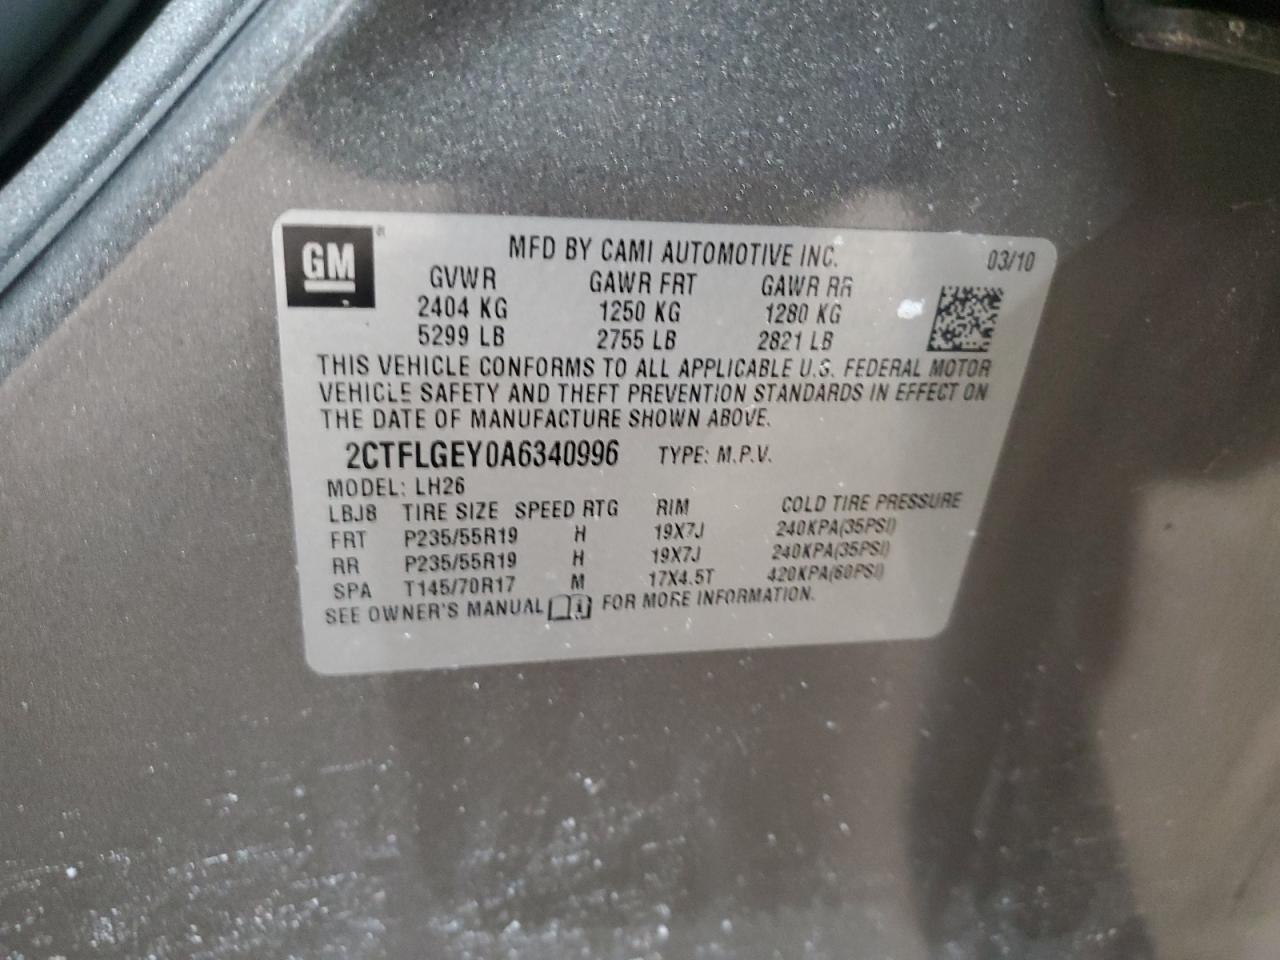 GM
MFD BY CAMI AUTOMOTIVE INC. 03/10
GVWR GAWR FRT GAWR RR
2404 KG 1250 KG 1280 KG
5299 LB 2755 LB 2821 LB
THIS VEHICLE CONFORMS TO ALL APPLICABLE U.S. FEDERAL MOTOR
VEHICLE SAFETY AND THEFT PREVENTION STANDARDS IN EFFECT ON
THE DATE OF MANUFACTURE SHOWN ABOVE.
2CTFLGEY0A6340996 TYPE: M.P.V.
MODEL: LH26
LBJ8 TIRE SIZE SPEED RTG RIM COLD TIRE PRESSURE
FRT P235/55R19 H 19X7J 240KPA(35PSI)
RR P235/55R19 H 19X7J 240KPA(35PSI)
SPA T145/70R17 M 17X4.5T 420KPA(60PSI)
SEE OWNER'S MANUAL FOR MORE INFORMATION.